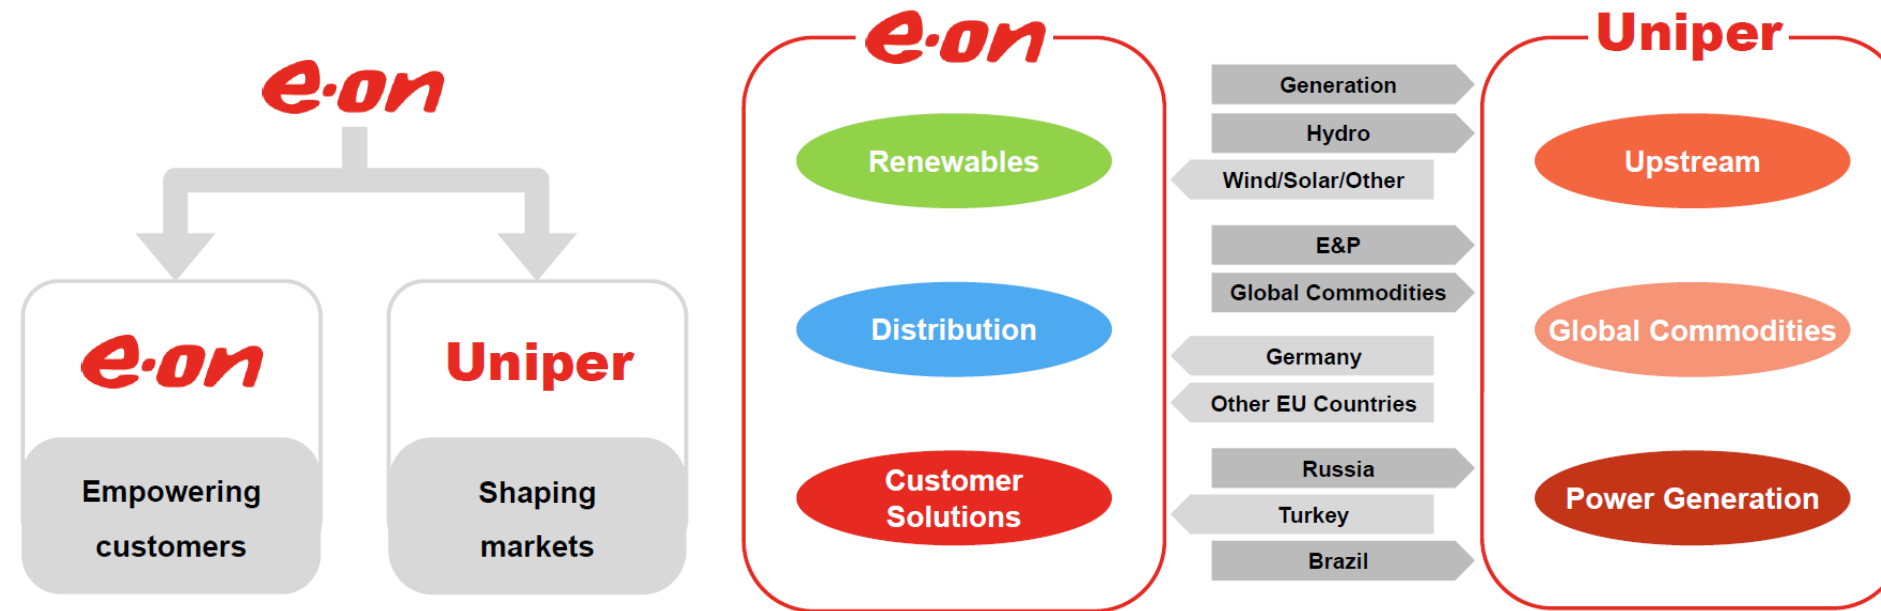 e·on
e·on
Uniper
Empowering
customers
Shaping
markets
e·on
Renewables
Distribution
Customer
Solutions
Generation
Hydro
Wind/Solar/Other
E&P
Global Commodities
Germany
Other EU Countries
Russia
Turkey
Brazil
Uniper
Upstream
Global Commodities
Power Generation